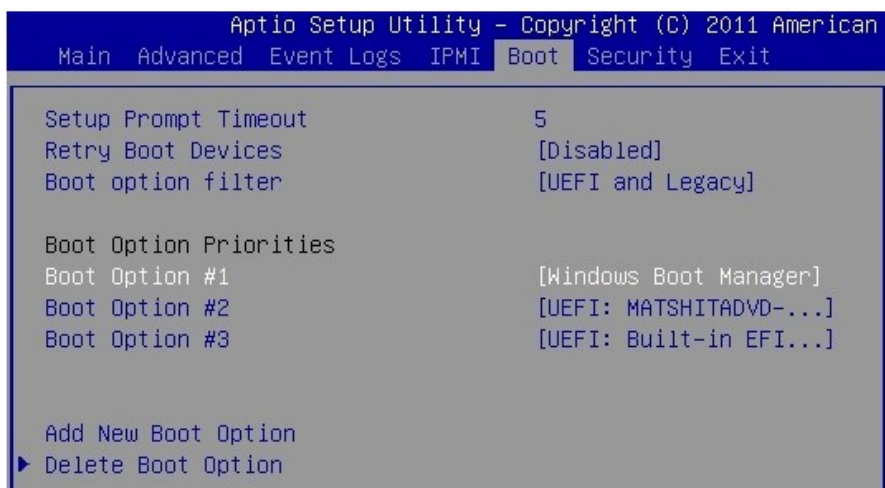 Aptio Setup Utility – Copyright (C) 2011 American
Main Advanced Event Logs IPMI Boot Security Exit
Setup Prompt Timeout 5
Retry Boot Devices [Disabled]
Boot option filter [UEFI and Legacy]
Boot Option Priorities
Boot Option #1 [Windows Boot Manager]
Boot Option #2 [UEFI: MATSHITADVD-...]
Boot Option #3 [UEFI: Built-in EFI...]
Add New Boot Option
Delete Boot Option